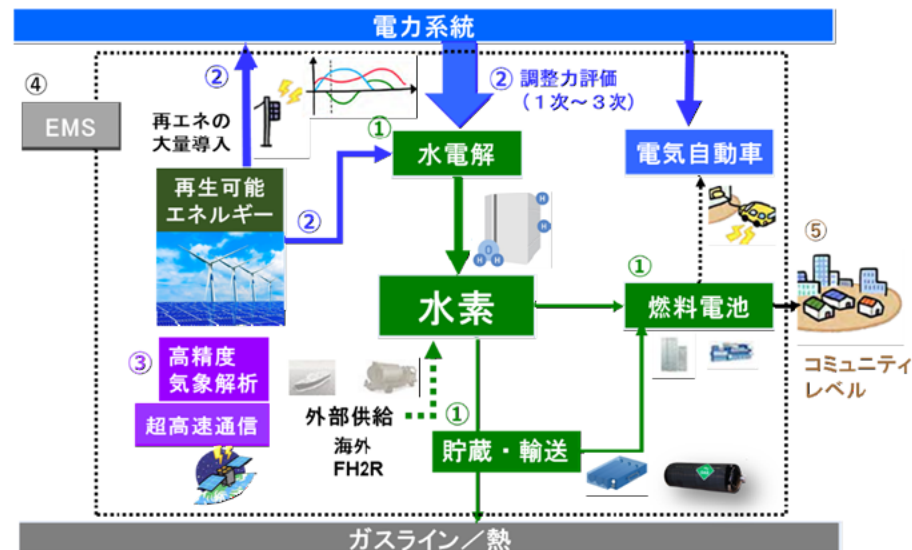 電力系統
④
EMS
②
再エネの
大量導入
② 調整力評価
(1次～3次)
①
水電解
電気自動車
再生可能
エネルギー
②
H
H
O
H H
⑤
①
水素
燃料電池
コミュニティ
レベル
③ 高精度
気象解析
超高速通信
外部供給
海外
FH2R
①
貯蔵・輸送
ガスライン／熱